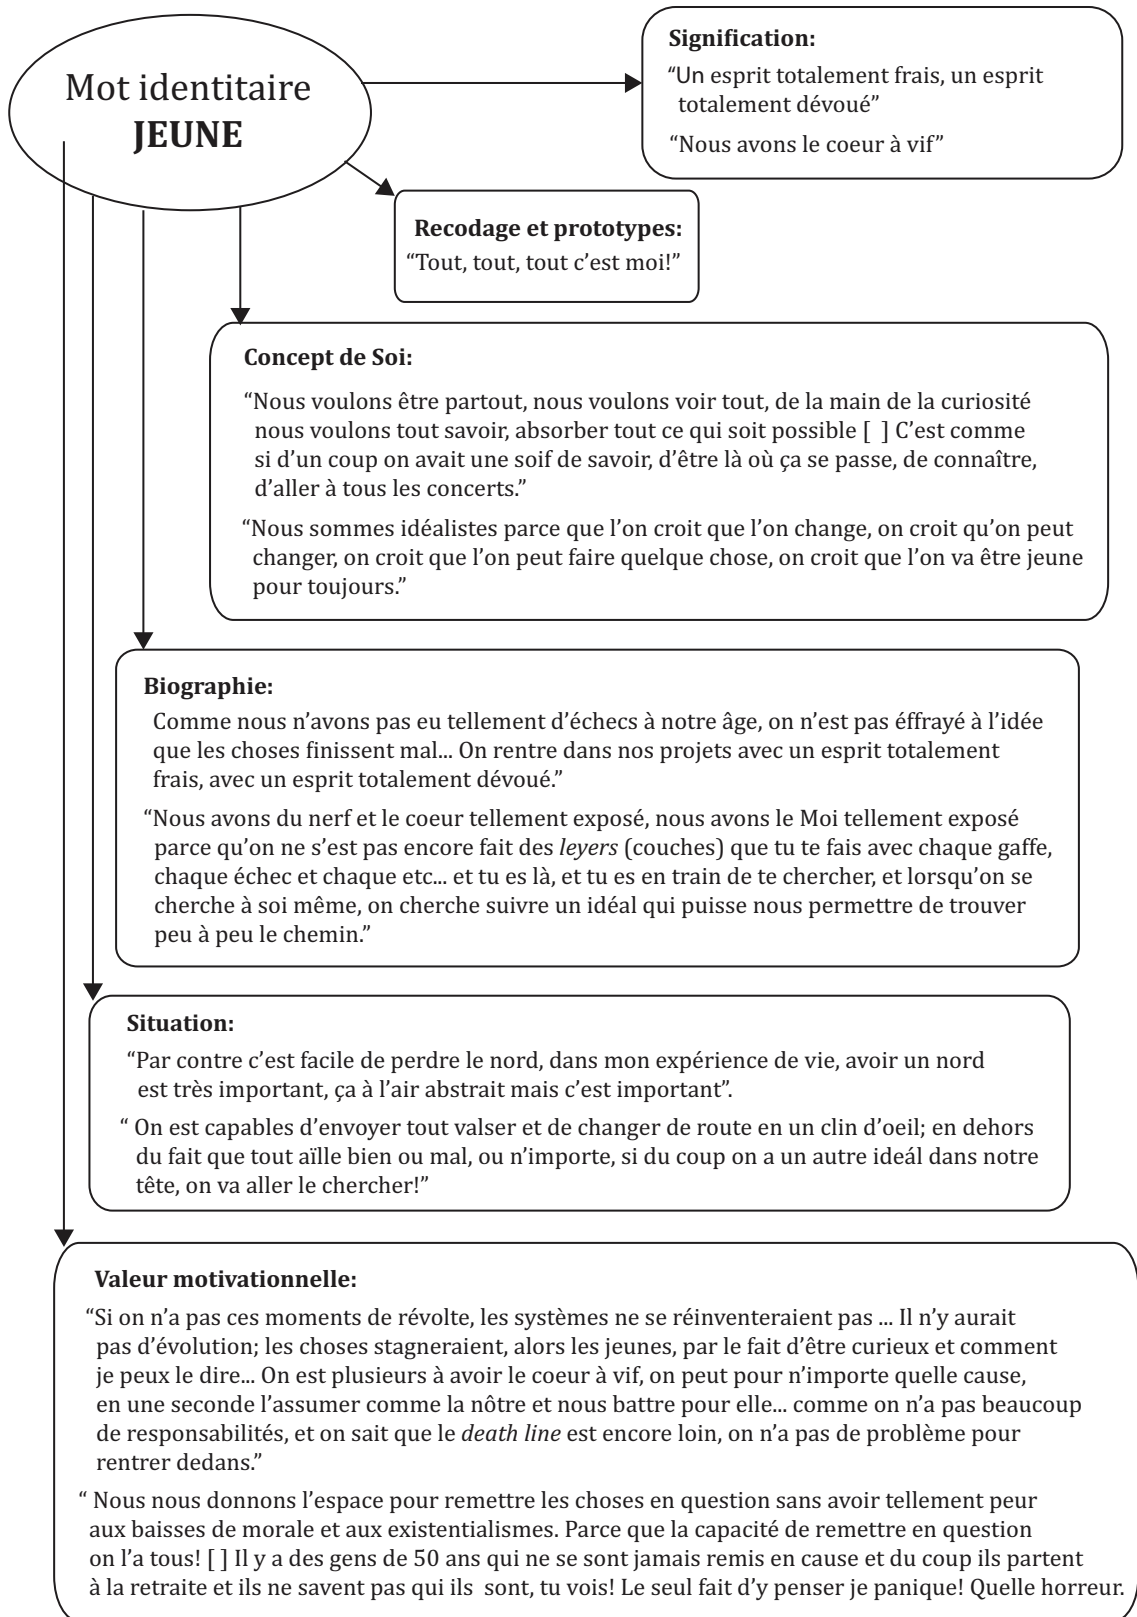 Mot identitaire
JEUNE
Signification:
“Un esprit totalement frais, un esprit
totalement dévoué”
“Nous avons le coeur à vif”
Recodage et prototypes:
“Tout, tout, tout c’est moi!”
Concept de Soi:
“Nous voulons être partout, nous voulons voir tout, de la main de la curiosité
nous voulons tout savoir, absorber tout ce qui soit possible [ ] C’est comme
si d’un coup on avait une soif de savoir, d’être là où ça se passe, de connaître,
d’aller à tous les concerts.”
“Nous sommes idéalistes parce que l’on croit que l’on change, on croit qu’on peut
changer, on croit que l’on peut faire quelque chose, on croit que l’on va être jeune
pour toujours.”
Biographie:
Comme nous n’avons pas eu tellement d’échecs à notre âge, on n’est pas éffrayé à l’idée
que les choses finissent mal... On rentre dans nos projets avec un esprit totalement
frais, avec un esprit totalement dévoué.”
“Nous avons du nerf et le coeur tellement exposé, nous avons le Moi tellement exposé
parce qu’on ne s’est pas encore fait des leyers (couches) que tu te fais avec chaque gaffe,
chaque échec et chaque etc... et tu es là, et tu es en train de te chercher, et lorsqu’on se
cherche à soi même, on cherche suivre un idéal qui puisse nous permettre de trouver
peu à peu le chemin.”
Situation:
“Par contre c’est facile de perdre le nord, dans mon expérience de vie, avoir un nord
est très important, ça à l’air abstrait mais c’est important”.
“ On est capables d’envoyer tout valser et de changer de route en un clin d’oeil; en dehors
du fait que tout aïlle bien ou mal, ou n’importe, si du coup on a un autre ideál dans notre
tête, on va aller le chercher!”
Valeur motivationnelle:
“Si on n’a pas ces moments de révolte, les systèmes ne se réinventeraient pas ... Il n’y aurait
pas d’évolution; les choses stagneraient, alors les jeunes, par le fait d’être curieux et comment
je peux le dire... On est plusieurs à avoir le coeur à vif, on peut pour n’importe quelle cause,
en une seconde l’assumer comme la nôtre et nous battre pour elle... comme on n’a pas beaucoup
de responsabilités, et on sait que le death line est encore loin, on n’a pas de problème pour
rentrer dedans.”
“ Nous nous donnons l’espace pour remettre les choses en question sans avoir tellement peur
aux baisses de morale et aux existentialismes. Parce que la capacité de remettre en question
on l’a tous! [ ] Il y a des gens de 50 ans qui ne se sont jamais remis en cause et du coup ils partent
à la retraite et ils ne savent pas qui ils sont, tu vois! Le seul fait d’y penser je panique! Quelle horreur.